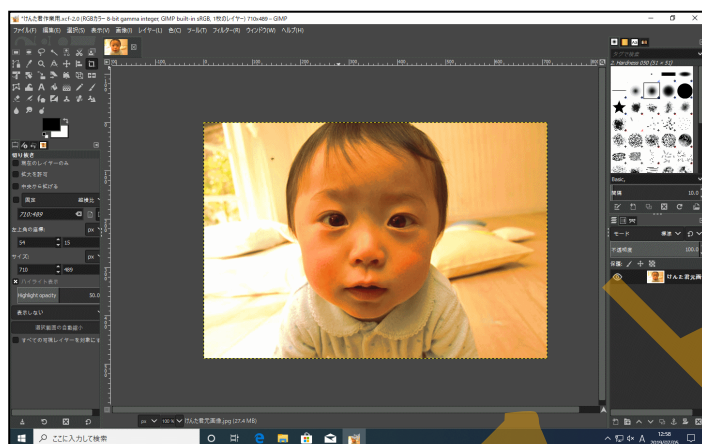 *けんた君作業用.xcf-2.0 (RGBカラー 8-bit gamma integer, GIMP built-in sRGB, 1枚のレイヤー) 710x489 – GIMP
ファイル(F) 編集(E) 選択(S) 表示(V) 画像(I) レイヤー(L) 色(C) ツール(T) フィルター(R) ウィンドウ(W) ヘルプ(H)
2. Hardness 050 (51 × 51)
切り抜き
現在のレイヤーのみ
拡大を許可
中央から拡げる
固定 縦横比
710:489
左上角の座標: px
54 15
サイズ: px
710 489
ハイライト表示
Highlight opacity 50.0
表示しない
選択範囲の自動縮小
すべての可視レイヤーを対象にす
Basic,
間隔 10.0
モード 標準
不透明度 100.0
保護:
けんた君元画
px 100 % けんた君元画像.jpg (27.4 MB)
ここに入力して検索
A 12:58
2019/07/05